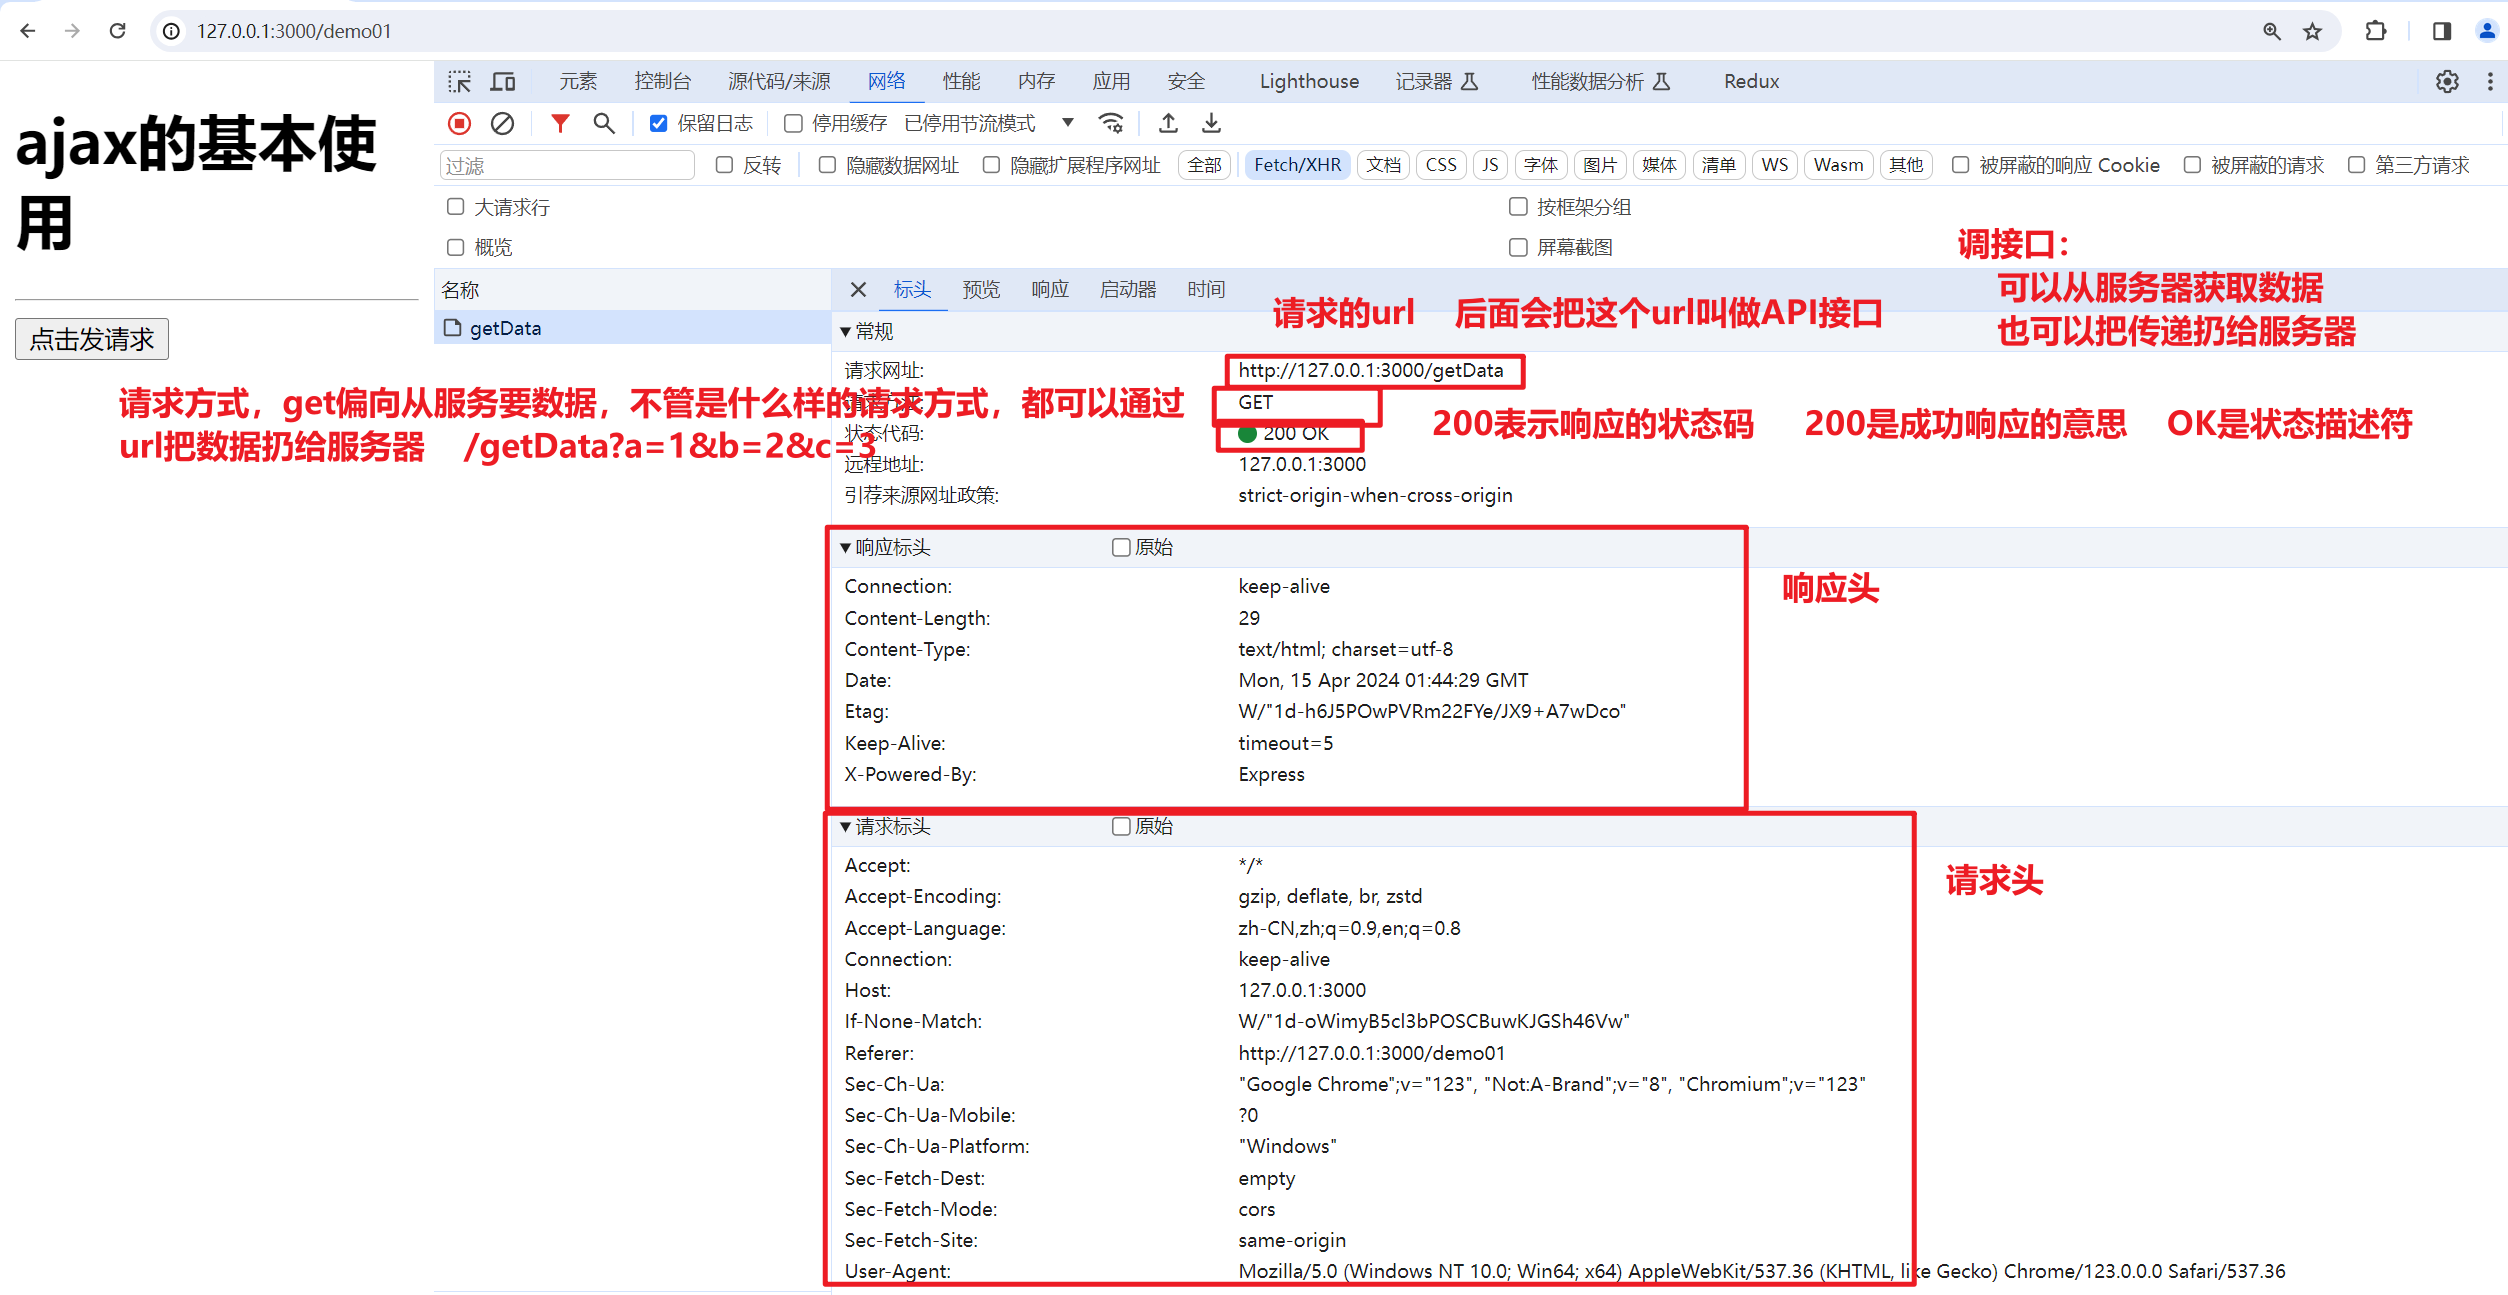 127.0.0.1:3000/demo01
元素 控制台 源代码/来源 网络 性能 内存 应用 安全 Lighthouse 记录器 性能数据分析 Redux
保留日志 停用缓存 已停用节流模式
过滤 反转 隐藏数据网址 隐藏扩展程序网址 全部 Fetch/XHR 文档 CSS JS 字体 图片 媒体 清单 WS Wasm 其他 被屏蔽的响应 Cookie 被屏蔽的请求 第三方请求
大请求行 按框架分组
概览 屏幕截图
ajax的基本使
用
点击发请求
名称
getData
标头 预览 响应 启动器 时间
调接口：
可以从服务器获取数据
也可以把传递扔给服务器
请求的url 后面会把这个url叫做API接口
常规
请求网址: http://127.0.0.1:3000/getData
请求方法: GET
状态代码: 200 OK
远程地址: 127.0.0.1:3000
引荐来源网址政策: strict-origin-when-cross-origin
请求方式，get偏向从服务要数据，不管是什么样的请求方式，都可以通过
url把数据扔给服务器 /getData?a=1&b=2&c=3
200表示响应的状态码 200是成功响应的意思 OK是状态描述符
响应标头 原始
Connection: keep-alive
Content-Length: 29
Content-Type: text/html; charset=utf-8
Date: Mon, 15 Apr 2024 01:44:29 GMT
Etag: W/"1d-h6J5POwPVRm22FYe/JX9+A7wDco"
Keep-Alive: timeout=5
X-Powered-By: Express
响应头
请求标头 原始
Accept: */*
Accept-Encoding: gzip, deflate, br, zstd
Accept-Language: zh-CN,zh;q=0.9,en;q=0.8
Connection: keep-alive
Host: 127.0.0.1:3000
If-None-Match: W/"1d-oWimyB5cl3bPOSCBuwKJGSh46Vw"
Referer: http://127.0.0.1:3000/demo01
Sec-Ch-Ua: "Google Chrome";v="123", "Not:A-Brand";v="8", "Chromium";v="123"
Sec-Ch-Ua-Mobile: ?0
Sec-Ch-Ua-Platform: "Windows"
Sec-Fetch-Dest: empty
Sec-Fetch-Mode: cors
Sec-Fetch-Site: same-origin
User-Agent: Mozilla/5.0 (Windows NT 10.0; Win64; x64) AppleWebKit/537.36 (KHTML, like Gecko) Chrome/123.0.0.0 Safari/537.36
请求头